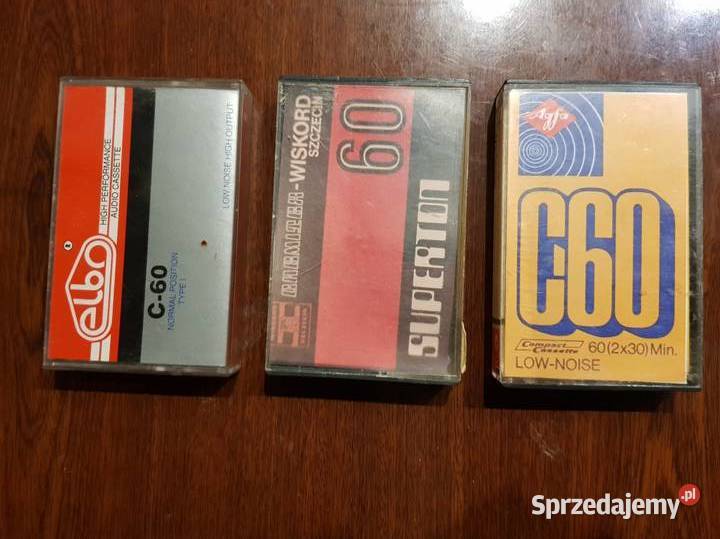 elbo
HIGH PERFORMANCE
AUDIO CASSETTE
C-60
NORMAL POSITION
TYPE I
LOW NOISE HIGH OUTPUT
CHEMITEX-WISKORD
SZCZECIN
60
SUPERTON
Agfa
C60
Compact
Cassette
60(2x30)Min.
LOW-NOISE
Sprzedajemy.pl